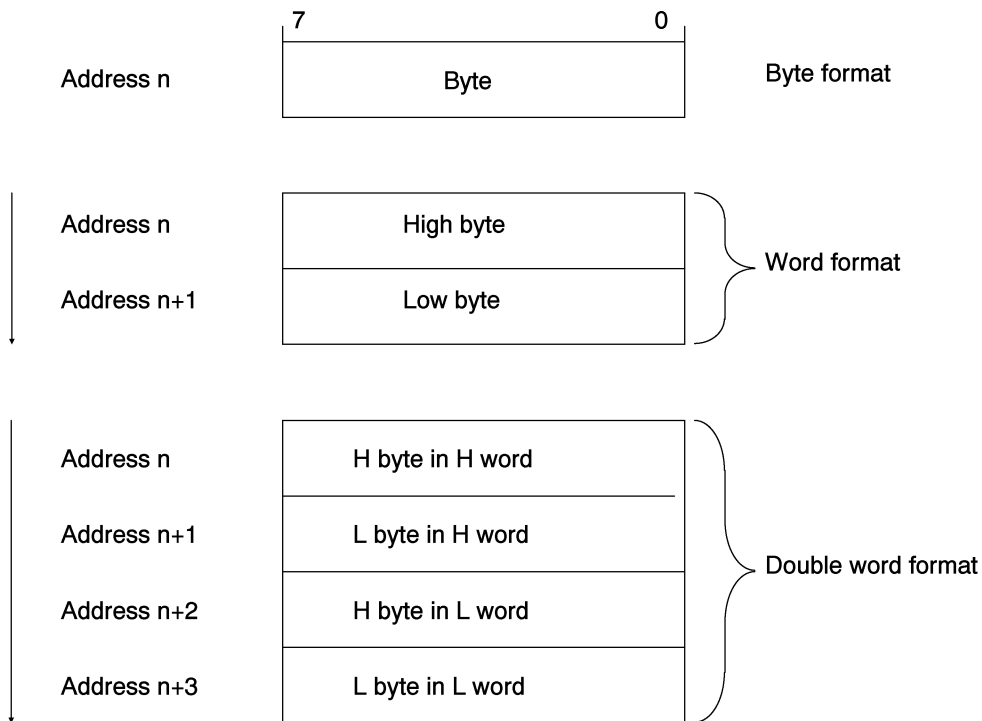 7 0
Address n Byte Byte format
Address n High byte
Word format
Address n+1 Low byte
Address n H byte in H word
Address n+1 L byte in H word
Double word format
Address n+2 H byte in L word
Address n+3 L byte in L word